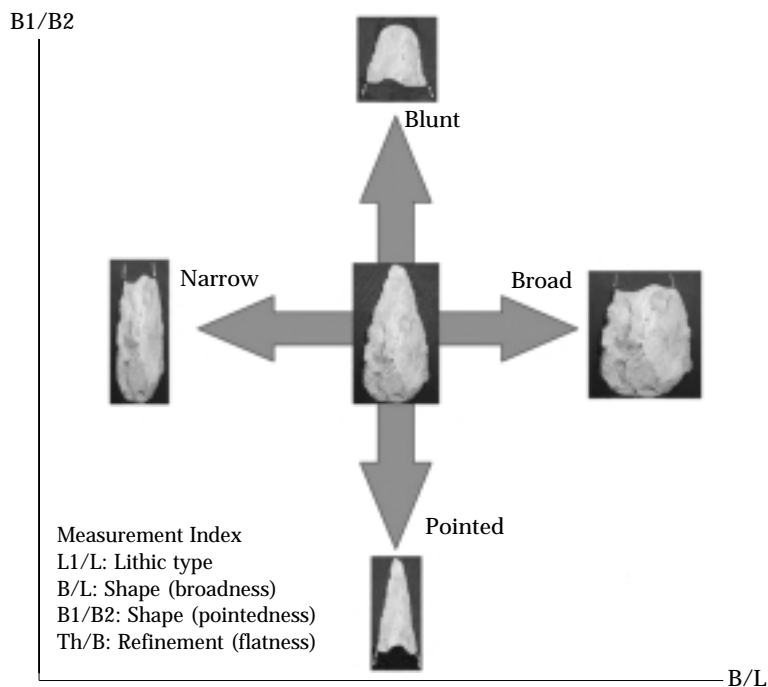 B1/B2
Blunt
Narrow
Broad
Pointed
Measurement Index
L1/L: Lithic type
B/L: Shape (broadness)
B1/B2: Shape (pointedness)
Th/B: Refinement (flatness)
B/L